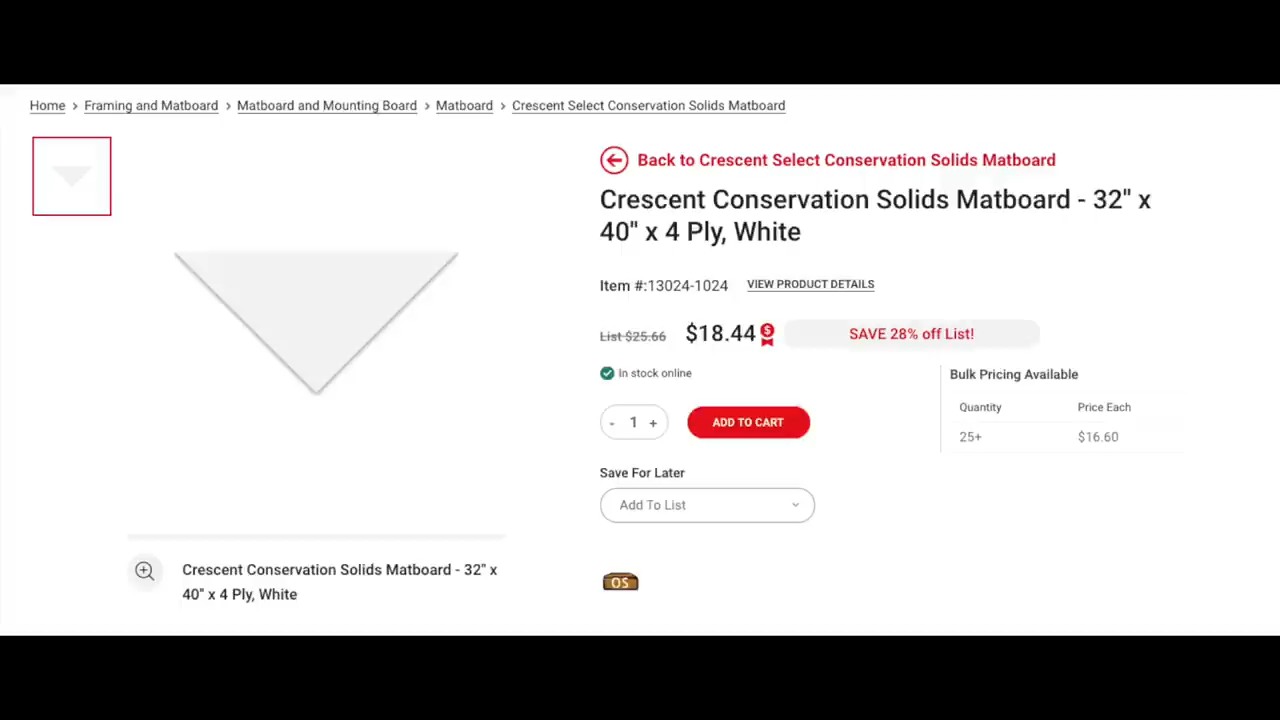 Home > Framing and Matboard > Matboard and Mounting Board > Matboard > Crescent Select Conservation Solids Matboard
Back to Crescent Select Conservation Solids Matboard
Crescent Conservation Solids Matboard - 32" x
40" x 4 Ply, White
Item #:13024-1024 VIEW PRODUCT DETAILS
List $25.66 $18.44 $ SAVE 28% off List!
In stock online
Bulk Pricing Available
Quantity Price Each
25+ $16.60
- 1 + ADD TO CART
Save For Later
Add To List
OS
Crescent Conservation Solids Matboard - 32" x
40" x 4 Ply, White